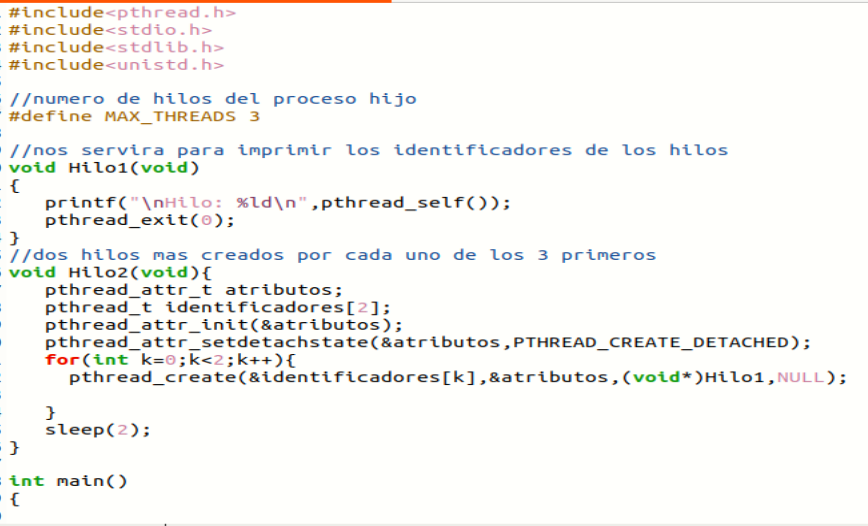 #include<pthread.h>
#include<stdio.h>
#include<stdlib.h>
#include<unistd.h>
//numero de hilos del proceso hijo
#define MAX_THREADS 3
//nos servira para imprimir los identificadores de los hilos
void Hilo1(void)
{
printf("\nHilo: %ld\n",pthread_self());
pthread_exit(0);
}
//dos hilos mas creados por cada uno de los 3 primeros
void Hilo2(void){
pthread_attr_t atributos;
pthread_t identificadores[2];
pthread_attr_init(&atributos);
pthread_attr_setdetachstate(&atributos,PTHREAD_CREATE_DETACHED);
for(int k=0;k<2;k++){
pthread_create(&identificadores[k],&atributos,(void*)Hilo1,NULL);
}
sleep(2);
}
int main()
{